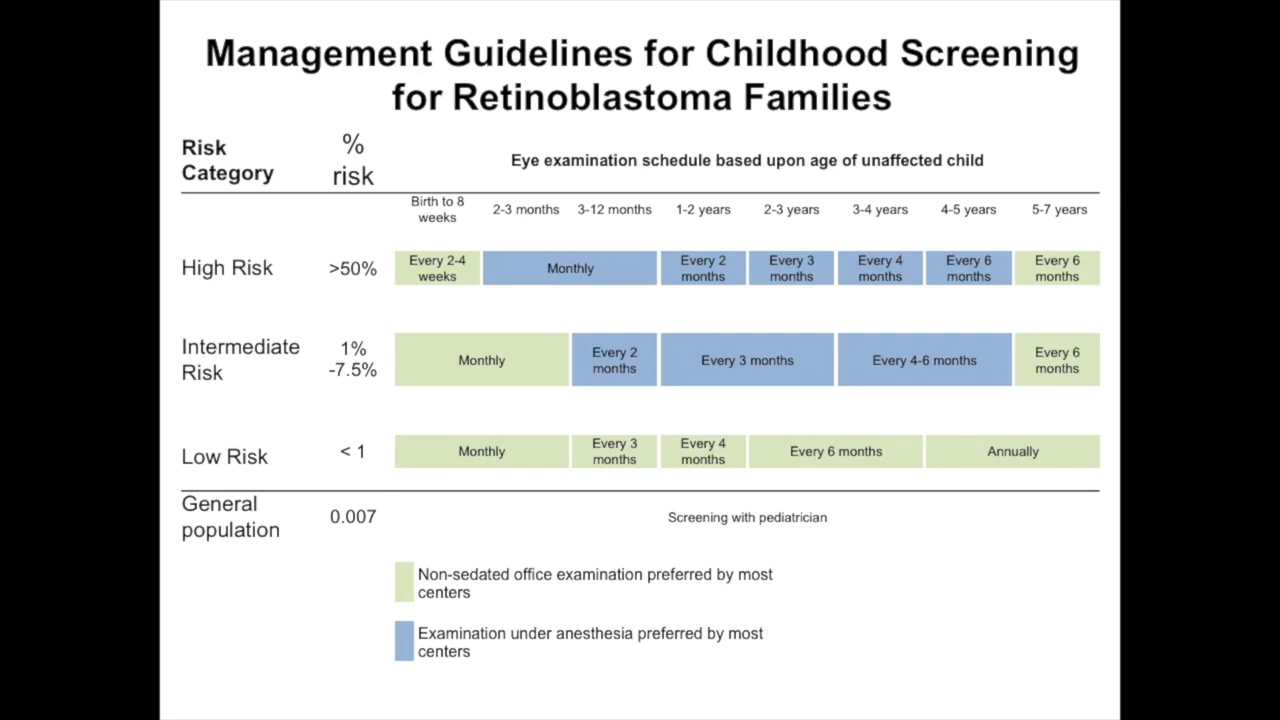 Management Guidelines for Childhood Screening
for Retinoblastoma Families
Risk
Category
%
risk
Eye examination schedule based upon age of unaffected child
Birth to 8
weeks
2-3 months
3-12 months
1-2 years
2-3 years
3-4 years
4-5 years
5-7 years
High Risk
>50%
Every 2-4
weeks
Monthly
Every 2
months
Every 3
months
Every 4
months
Every 6
months
Every 6
months
Intermediate
Risk
1%
-7.5%
Monthly
Every 2
months
Every 3 months
Every 4-6 months
Every 6
months
Low Risk
< 1
Monthly
Every 3
months
Every 4
months
Every 6 months
Annually
General
population
0.007
Screening with pediatrician
Non-sedated office examination preferred by most
centers
Examination under anesthesia preferred by most
centers